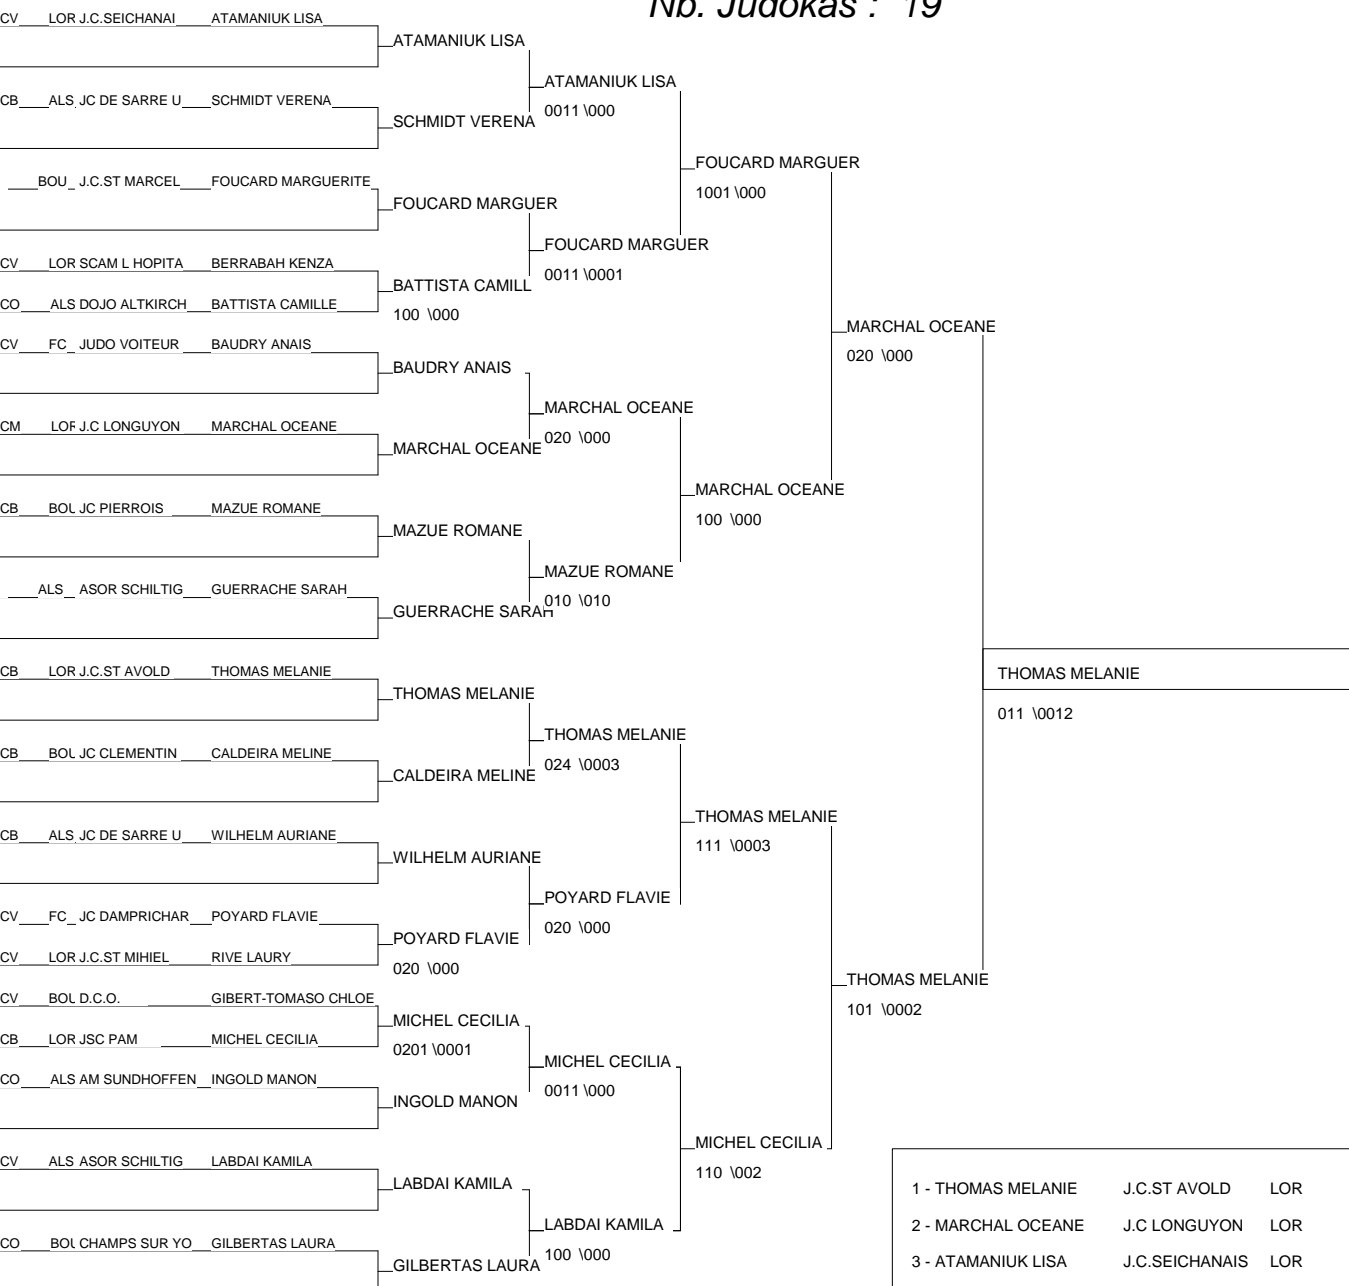 Nb. Judokas : 19
CV LOR J.C.SEICHANAI ATAMANIUK LISA
ATAMANIUK LISA
ATAMANIUK LISA
0011 \000
CB ALS JC DE SARRE U SCHMIDT VERENA
SCHMIDT VERENA
FOUCARD MARGUER
1001 \000
BOU J.C.ST MARCEL FOUCARD MARGUERITE
FOUCARD MARGUER
FOUCARD MARGUER
0011 \0001
CV LOR SCAM L HOPITA BERRABAH KENZA
BATTISTA CAMILL
100 \000
CO ALS DOJO ALTKIRCH BATTISTA CAMILLE
MARCHAL OCEANE
020 \000
CV FC JUDO VOITEUR BAUDRY ANAIS
BAUDRY ANAIS
MARCHAL OCEANE
020 \000
CM LOR J.C LONGUYON MARCHAL OCEANE
MARCHAL OCEANE
MARCHAL OCEANE
100 \000
CB BOU JC PIERROIS MAZUE ROMANE
MAZUE ROMANE
MAZUE ROMANE
010 \010
ALS ASOR SCHILTIG GUERRACHE SARAH
GUERRACHE SARAH
THOMAS MELANIE
011 \0012
CB LOR J.C.ST AVOLD THOMAS MELANIE
THOMAS MELANIE
THOMAS MELANIE
024 \0003
CB BOU JC CLEMENTIN CALDEIRA MELINE
CALDEIRA MELINE
THOMAS MELANIE
111 \0003
CB ALS JC DE SARRE U WILHELM AURIANE
WILHELM AURIANE
POYARD FLAVIE
020 \000
CV FC JC DAMPRICHAR POYARD FLAVIE
POYARD FLAVIE
020 \000
CV LOR J.C.ST MIHIEL RIVE LAURY
THOMAS MELANIE
101 \0002
CV BOU D.C.O. GIBERT-TOMASO CHLOE
MICHEL CECILIA
0201 \0001
CB LOR JSC PAM MICHEL CECILIA
MICHEL CECILIA
0011 \000
CO ALS AM SUNDHOFFEN INGOLD MANON
INGOLD MANON
MICHEL CECILIA
110 \002
CV ALS ASOR SCHILTIG LABDAI KAMILA
LABDAI KAMILA
LABDAI KAMILA
100 \000
CO BOU CHAMPS SUR YO GILBERTAS LAURA
GILBERTAS LAURA
1 - THOMAS MELANIE J.C.ST AVOLD LOR
2 - MARCHAL OCEANE J.C LONGUYON LOR
3 - ATAMANIUK LISA J.C.SEICHANAIS LOR